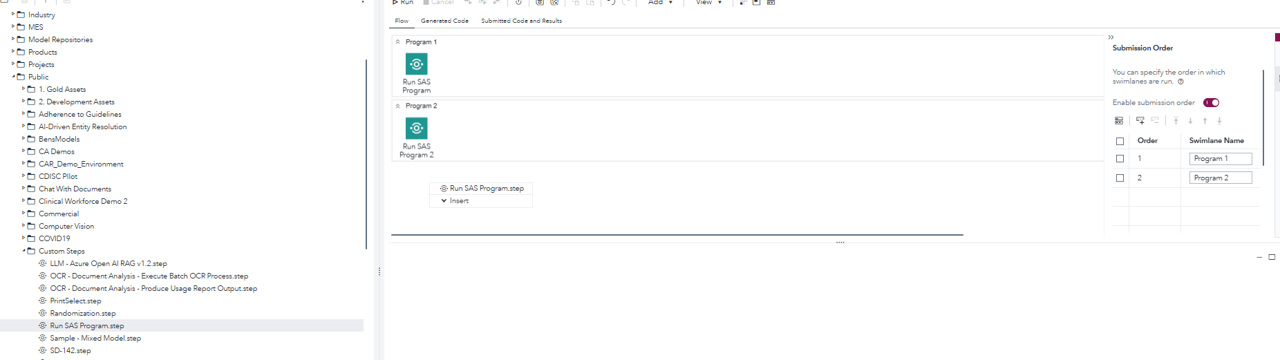 Industry
MES
Model Repositories
Products
Projects
Public
1. Gold Assets
2. Development Assets
Adherence to Guidelines
AI-Driven Entity Resolution
BensModels
CA Demos
CAR_Demo_Environment
CDISC Pilot
Chat With Documents
Clinical Workforce Demo 2
Commercial
Computer Vision
COVID19
Custom Steps
LLM - Azure Open AI RAG v1.2.step
OCR - Document Analysis - Execute Batch OCR Process.step
OCR - Document Analysis - Produce Usage Report Output.step
PrintSelect.step
Randomization.step
Run SAS Program.step
Sample - Mixed Model.step
SD-142.step
Run Cancel Add View
Flow Generated Code Submitted Code and Results
Program 1
Run SAS
Program
Program 2
Run SAS
Program 2
Run SAS Program.step
Insert
Submission Order
You can specify the order in which
swimlanes are run.
Enable submission order
Order Swimlane Name
1 Program 1
2 Program 2